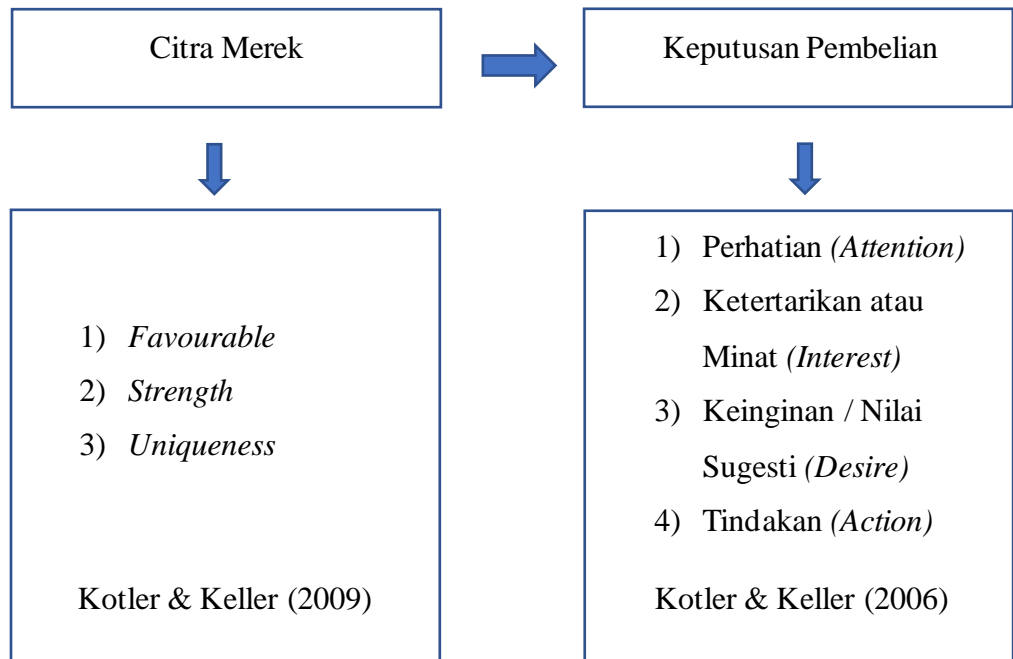 Citra Merek
Keputusan Pembelian
1) Favourable
2) Strength
3) Uniqueness
Kotler & Keller (2009)
1) Perhatian (Attention)
2) Ketertarikan atau
Minat (Interest)
3) Keinginan / Nilai
Sugesti (Desire)
4) Tindakan (Action)
Kotler & Keller (2006)